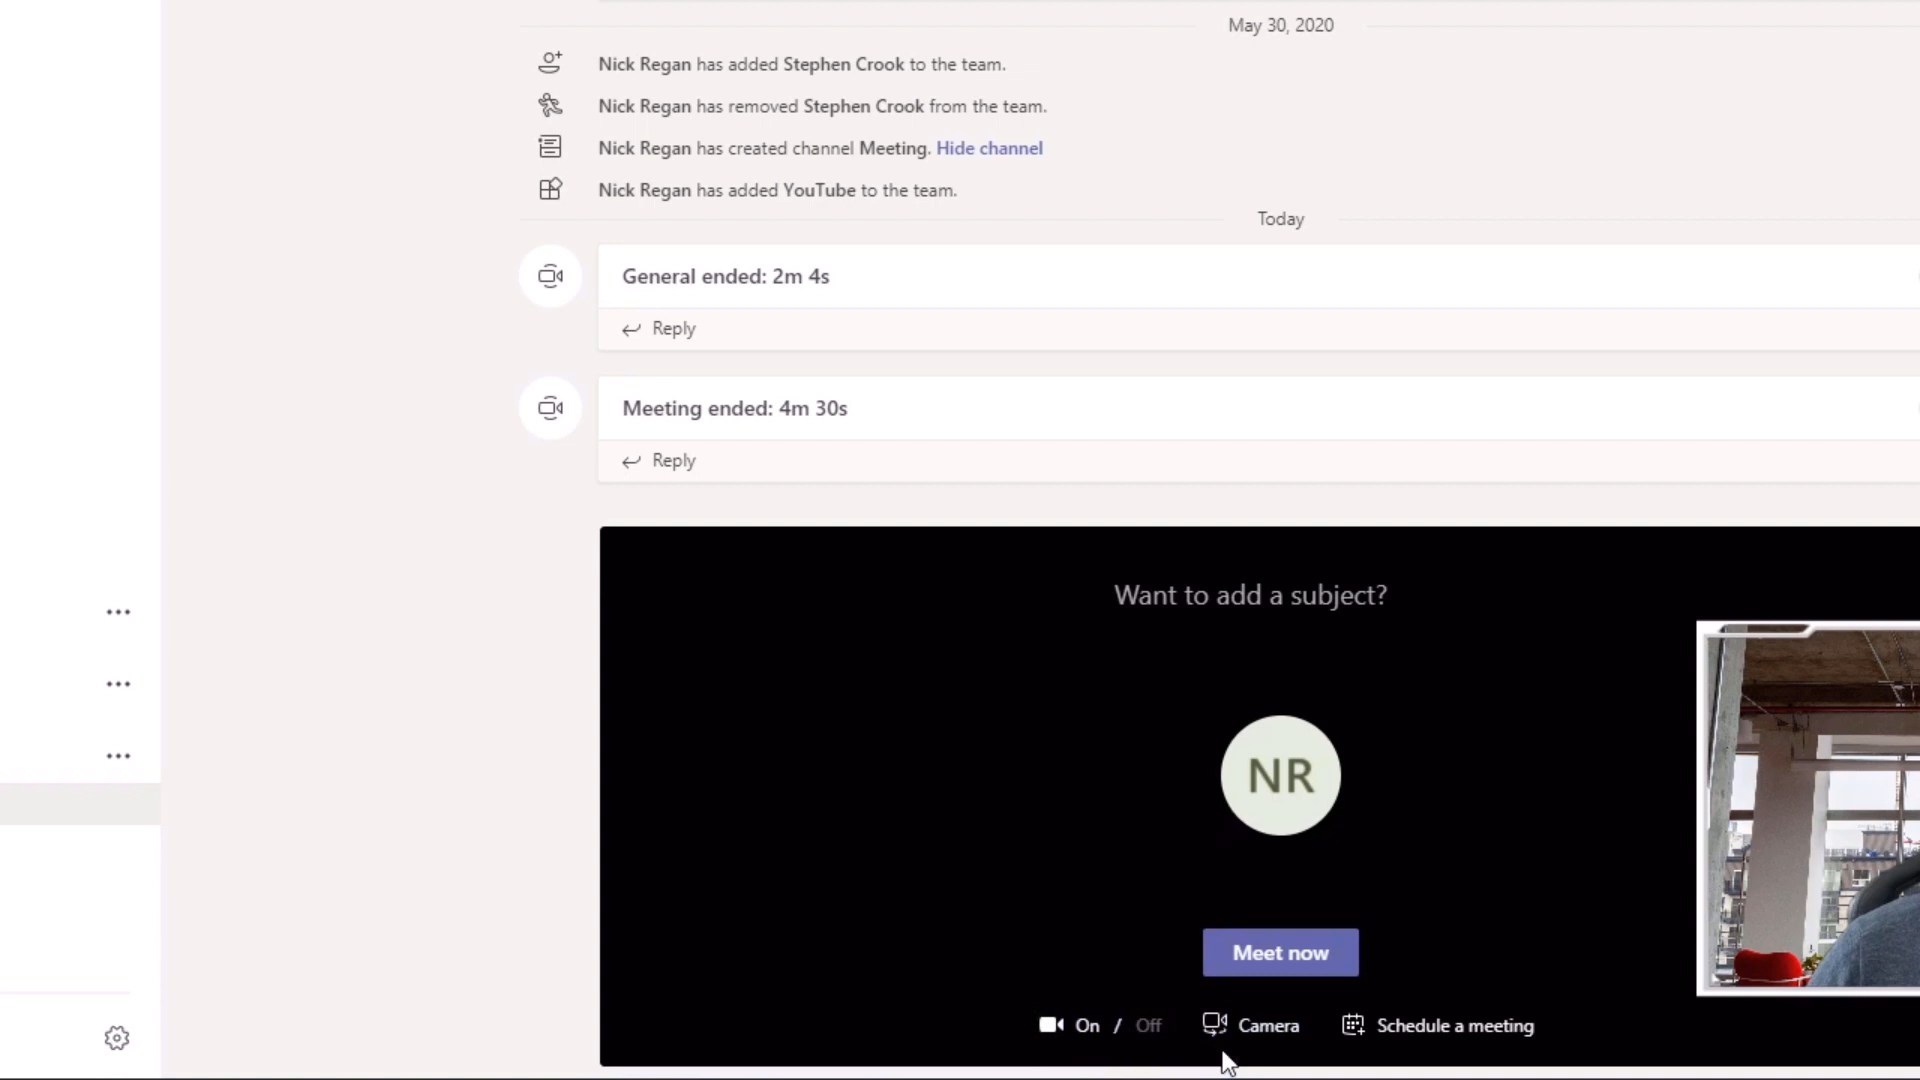 May 30, 2020
Nick Regan has added Stephen Crook to the team.
Nick Regan has removed Stephen Crook from the team.
Nick Regan has created channel Meeting. Hide channel
Nick Regan has added YouTube to the team.
Today
General ended: 2m 4s
Reply
Meeting ended: 4m 30s
Reply
Want to add a subject?
NR
Meet now
On / Off Camera Schedule a meeting